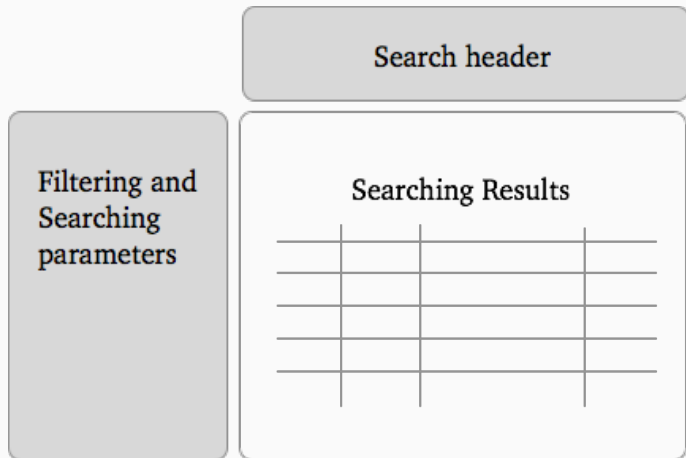 Search header
Filtering and
Searching
parameters
Searching Results